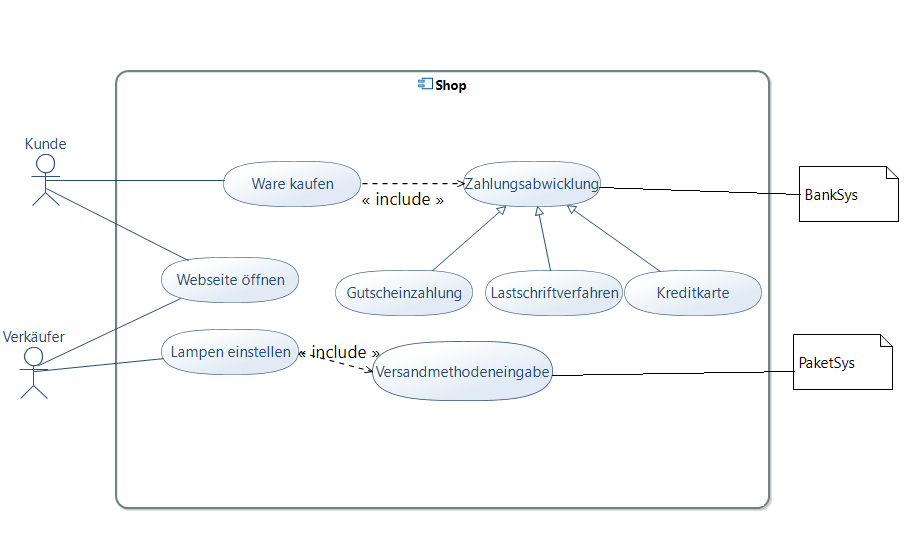 Shop
Kunde
Ware kaufen
« include »
Zahlungsabwicklung
BankSys
Webseite öffnen
Gutscheinzahlung
Lastschriftverfahren
Kreditkarte
Verkäufer
Lampen einstellen
« include »
Versandmethodeneingabe
PaketSys